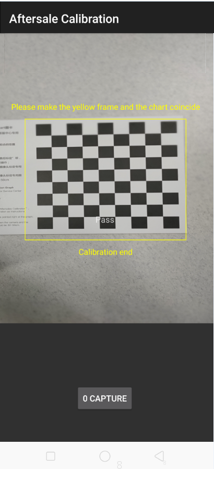 Aftersale Calibration
Please make the yellow frame and the chart coincide
Pass
Calibration end
0 CAPTURE